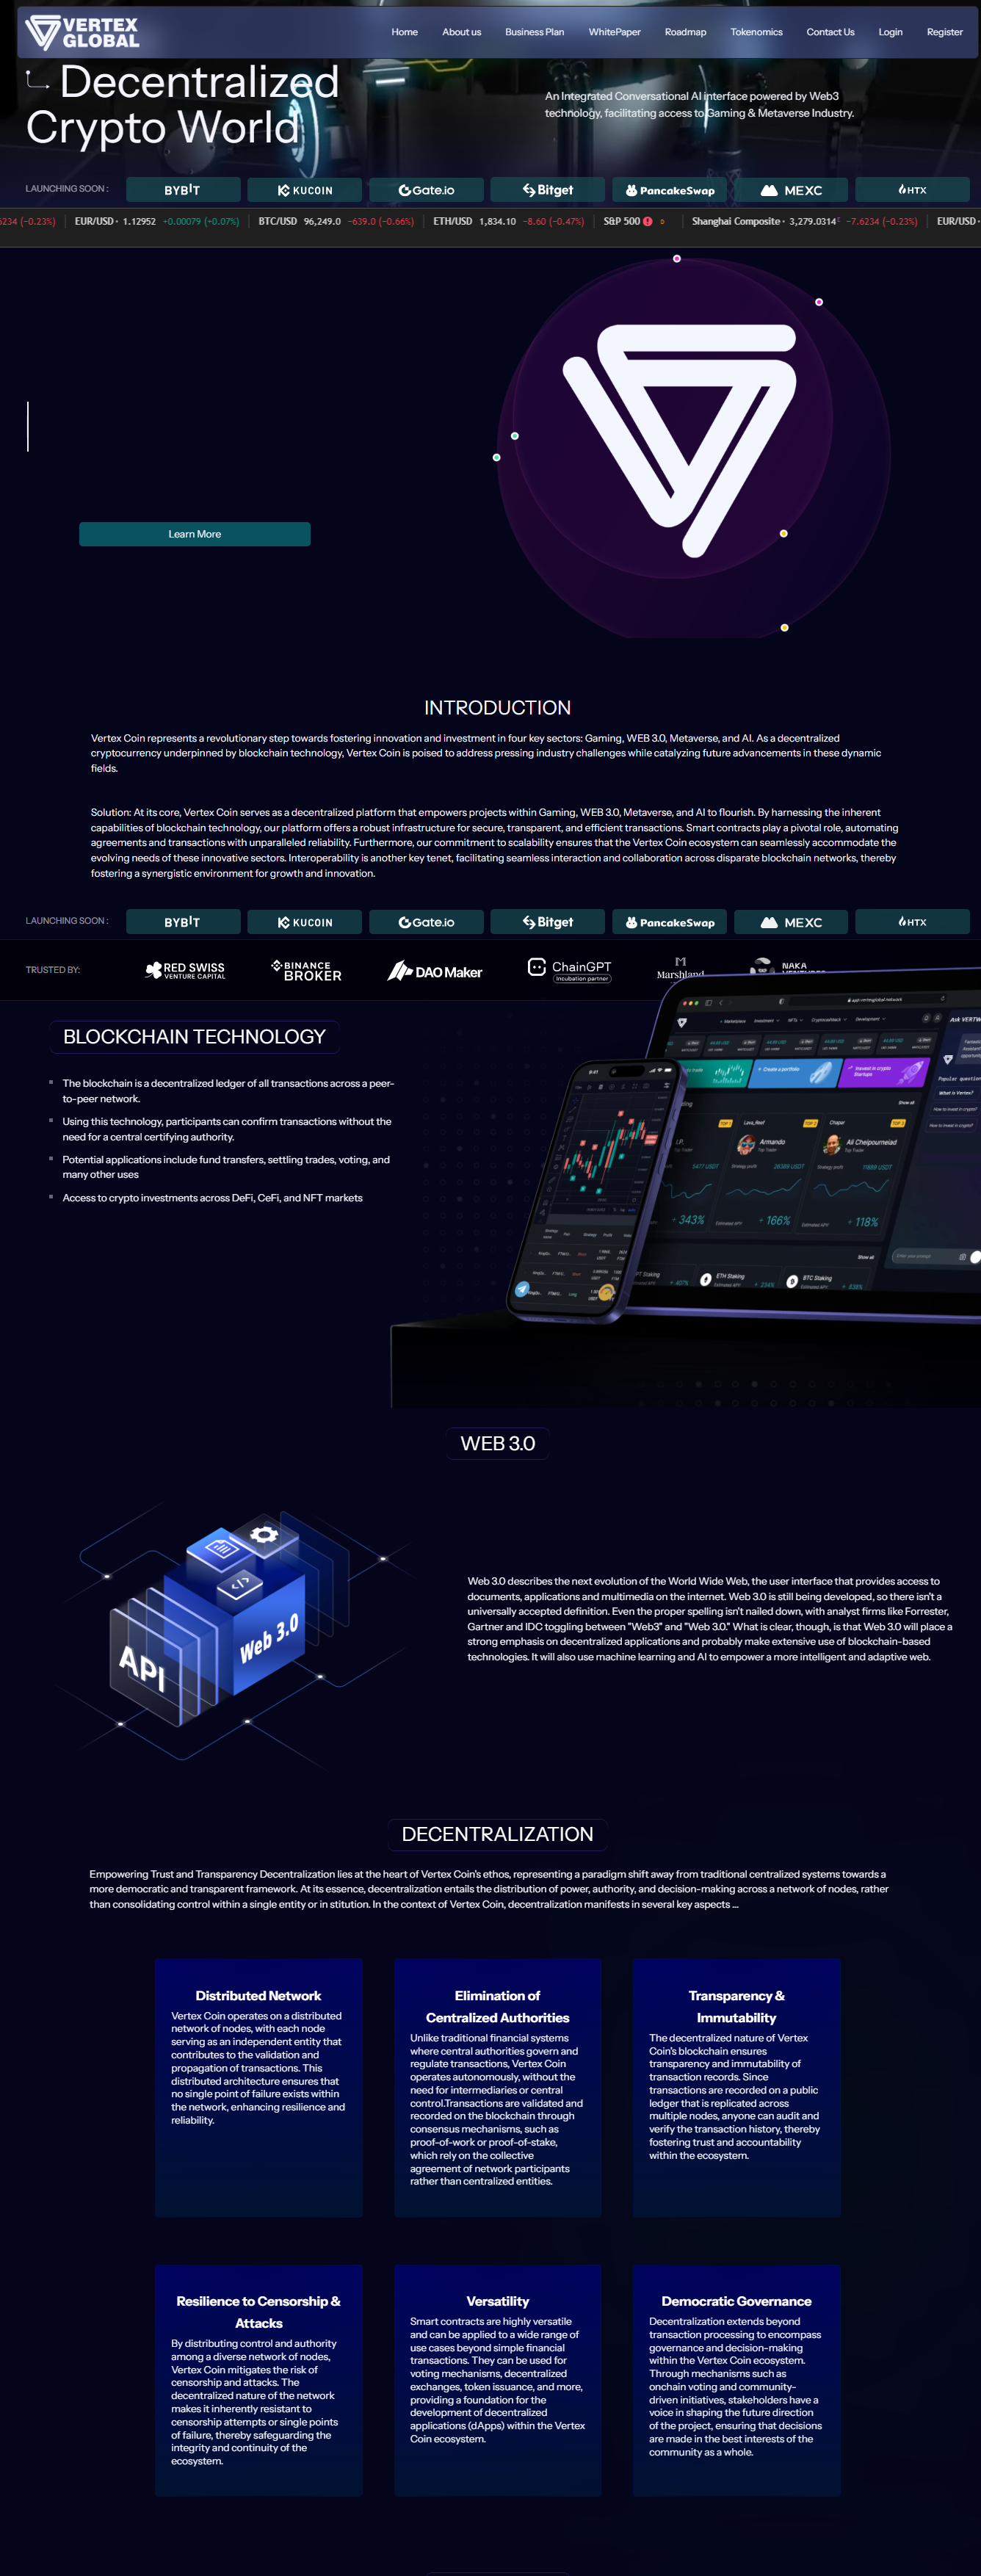 VERTEX
GLOBAL
Home About us Business Plan WhitePaper Roadmap Tokenomics Contact Us Login Register
Decentralized
Crypto World
An Integrated Conversational AI interface powered by Web3
technology, facilitating access to Gaming & Metaverse Industry.
LAUNCHING SOON : BYBIT KUCOIN Gate.io Bitget PancakeSwap MEXC HTX
6234 (−0.23%) EUR/USD 1.12952 +0.00079 (+0.07%) BTC/USD 96,249.0 −639.0 (−0.66%) ETH/USD 1,834.10 −8.60 (−0.47%) S&P 500 Shanghai Composite 3,279.0314 −7.6234 (−0.23%) EUR/USD
Learn More
INTRODUCTION
Vertex Coin represents a revolutionary step towards fostering innovation and investment in four key sectors: Gaming, WEB 3.0, Metaverse, and AI. As a decentralized
cryptocurrency underpinned by blockchain technology, Vertex Coin is poised to address pressing industry challenges while catalyzing future advancements in these dynamic
fields.
Solution: At its core, Vertex Coin serves as a decentralized platform that empowers projects within Gaming, WEB 3.0, Metaverse, and AI to flourish. By harnessing the inherent
capabilities of blockchain technology, our platform offers a robust infrastructure for secure, transparent, and efficient transactions. Smart contracts play a pivotal role, automating
agreements and transactions with unparalleled reliability. Furthermore, our commitment to scalability ensures that the Vertex Coin ecosystem can seamlessly accommodate the
evolving needs of these innovative sectors. Interoperability is another key tenet, facilitating seamless interaction and collaboration across disparate blockchain networks, thereby
fostering a synergistic environment for growth and innovation.
LAUNCHING SOON : BYBIT KUCOIN Gate.io Bitget PancakeSwap MEXC HTX
TRUSTED BY:
RED SWISS
VENTURE CAPITAL
BINANCE
BROKER
DAO Maker
ChainGPT
Incubation partner
Marshland
NAKA
BLOCKCHAIN TECHNOLOGY
The blockchain is a decentralized ledger of all transactions across a peer-
to-peer network.
Using this technology, participants can confirm transactions without the
need for a central certifying authority.
Potential applications include fund transfers, settling trades, voting, and
many other uses
Access to crypto investments across DeFi, CeFi, and NFT markets
Marketplace Investment NFTs Development
Create a portfolio
Invest in crypto
Startups
Show all
Armando
Ali Cheipourneiad
+ 343% + 166% + 118%
Show all
ETH Staking
BTC Staking
9:41
WEB 3.0
API
Web 3.0
Web 3.0 describes the next evolution of the World Wide Web, the user interface that provides access to
documents, applications and multimedia on the internet. Web 3.0 is still being developed, so there isn't a
universally accepted definition. Even the proper spelling isn't nailed down, with analyst firms like Forrester,
Gartner and IDC toggling between "Web3" and "Web 3.0." What is clear, though, is that Web 3.0 will place a
strong emphasis on decentralized applications and probably make extensive use of blockchain-based
technologies. It will also use machine learning and AI to empower a more intelligent and adaptive web.
DECENTRALIZATION
Empowering Trust and Transparency Decentralization lies at the heart of Vertex Coin's ethos, representing a paradigm shift away from traditional centralized systems towards a
more democratic and transparent framework. At its essence, decentralization entails the distribution of power, authority, and decision-making across a network of nodes, rather
than consolidating control within a single entity or in stitution. In the context of Vertex Coin, decentralization manifests in several key aspects ...
Distributed Network
Vertex Coin operates on a distributed
network of nodes, with each node
serving as an independent entity that
contributes to the validation and
propagation of transactions. This
distributed architecture ensures that
no single point of failure exists within
the network, enhancing resilience and
reliability.
Elimination of
Centralized Authorities
Unlike traditional financial systems
where central authorities govern and
regulate transactions, Vertex Coin
operates autonomously, without the
need for intermediaries or central
control.Transactions are validated and
recorded on the blockchain through
consensus mechanisms, such as
proof-of-work or proof-of-stake,
which rely on the collective
agreement of network participants
rather than centralized entities.
Transparency &
Immutability
The decentralized nature of Vertex
Coin's blockchain ensures
transparency and immutability of
transaction records. Since
transactions are recorded on a public
ledger that is replicated across
multiple nodes, anyone can audit and
verify the transaction history, thereby
fostering trust and accountability
within the ecosystem.
Resilience to Censorship &
Attacks
By distributing control and authority
among a diverse network of nodes,
Vertex Coin mitigates the risk of
censorship and attacks. The
decentralized nature of the network
makes it inherently resistant to
censorship attempts or single points
of failure, thereby safeguarding the
integrity and continuity of the
ecosystem.
Versatility
Smart contracts are highly versatile
and can be applied to a wide range of
use cases beyond simple financial
transactions. They can be used for
voting mechanisms, decentralized
exchanges, token issuance, and more,
providing a foundation for the
development of decentralized
applications (dApps) within the Vertex
Coin ecosystem.
Democratic Governance
Decentralization extends beyond
transaction processing to encompass
governance and decision-making
within the Vertex Coin ecosystem.
Through mechanisms such as
onchain voting and community-
driven initiatives, stakeholders have a
voice in shaping the future direction
of the project, ensuring that decisions
are made in the best interests of the
community as a whole.